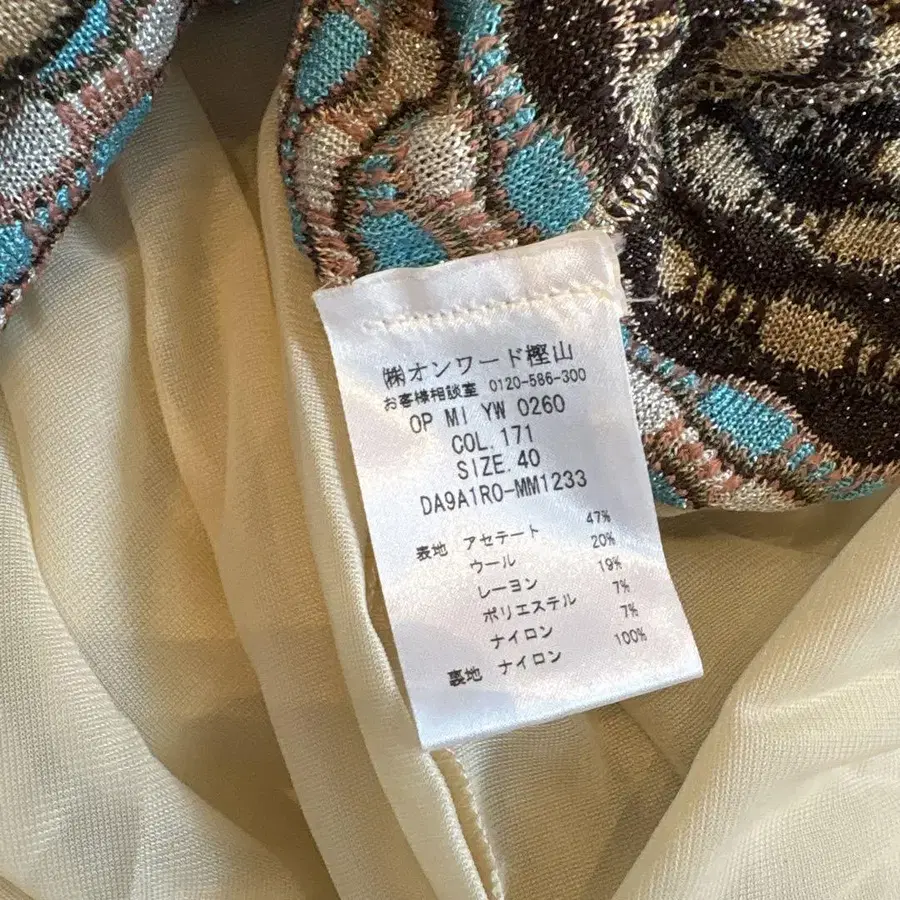 ㈱オンワード樫山
お客様相談室 0120-586-300
OP MI YW 0260
COL. 171
SIZE. 40
DA9A1R0-MM1233
表地 アセテート 47%
ウール 20%
レーヨン 19%
ポリエステル 7%
ナイロン 7%
裏地 ナイロン 100%